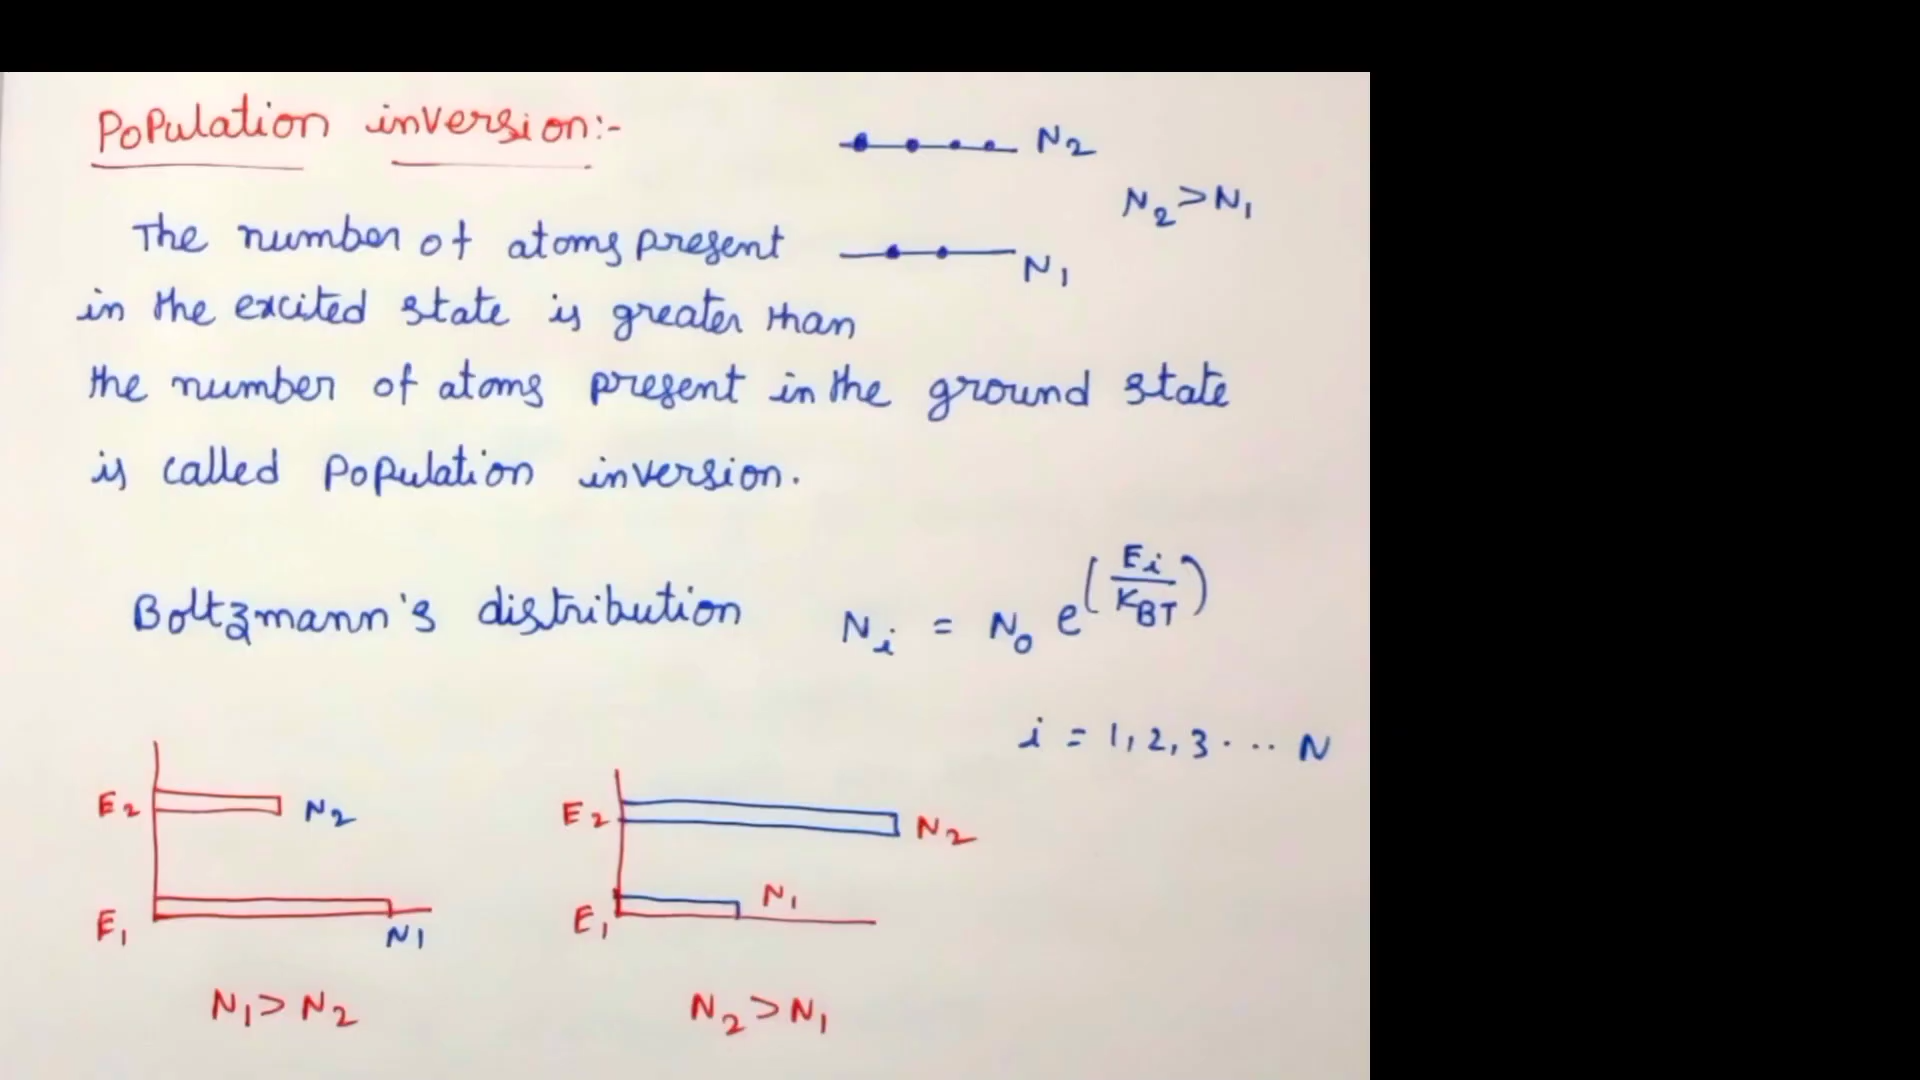 Population inversion:-
N₂
N₂ > N₁
The number of atoms present
N₁
in the excited state is greater than
the number of atoms present in the ground state
is called Population inversion.
Boltzmann's distribution Nᵢ = N₀ e^(Eᵢ/K_BT)
i = 1, 2, 3 ... N
E₂ N₂
E₁ N₁
N₁ > N₂
E₂ N₂
E₁ N₁
N₂ > N₁